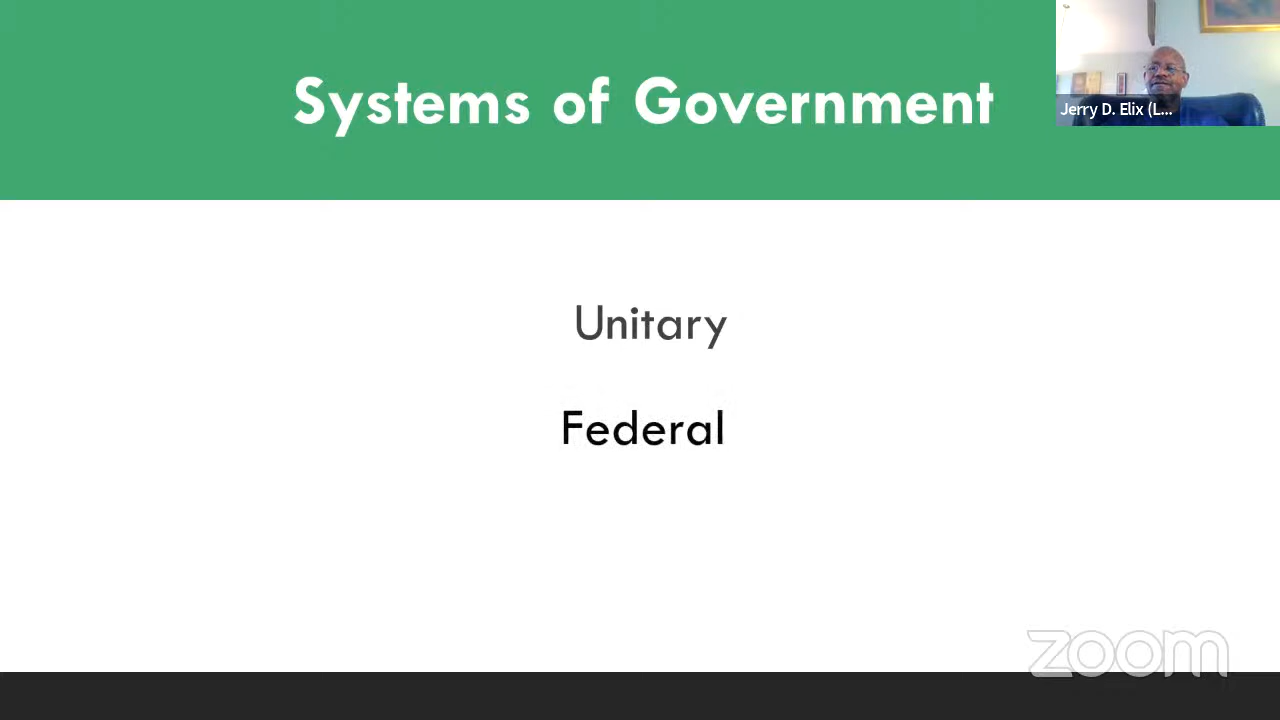 Systems of Government
Jerry D. Elix (L...
Unitary
Federal
zoom